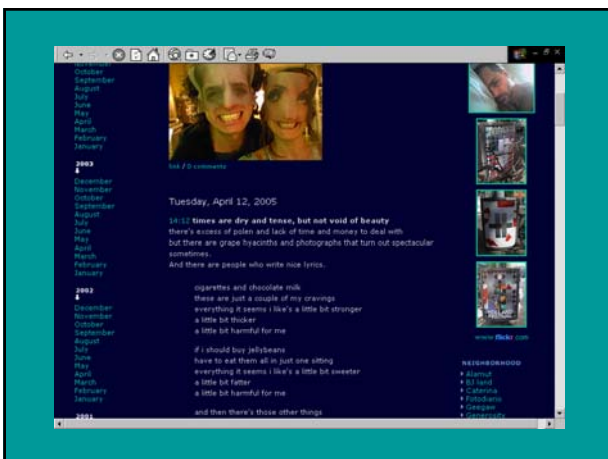 November
October
September
August
July
June
May
April
March
February
January
2003
December
November
October
September
August
July
June
May
April
March
February
January
2002
December
November
October
September
August
July
June
May
April
March
February
January
2001
link / 0 comments
Tuesday, April 12, 2005
14:12 times are dry and tense, but not void of beauty
there's excess of polen and lack of time and money to deal with
but there are grape hyacinths and photographs that turn out spectacular
sometimes.
And there are people who write nice lyrics.
cigarettes and chocolate milk
these are just a couple of my cravings
everything it seems i like's a little bit stronger
a little bit thicker
a little bit harmful for me
if i should buy jellybeans
have to eat them all in just one sitting
everything it seems i like's a little bit sweeter
a little bit fatter
a little bit harmful for me
and then there's those other things
www.flickr.com
NEIGHBORHOOD
Alamut
BJ land
Caterina
Fotodiario
Geegaw
Generosity